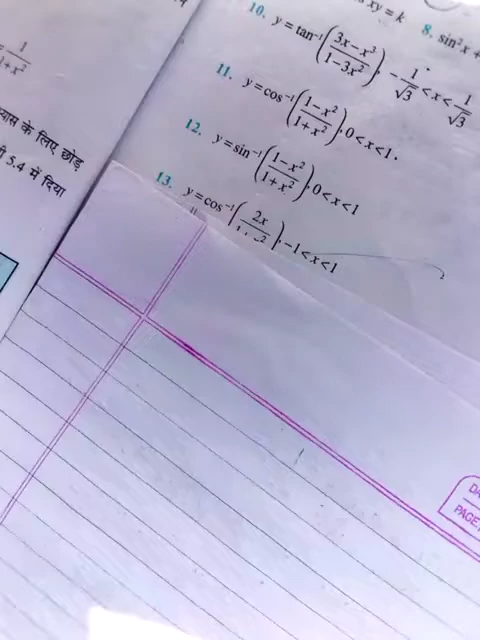 xy = k
8. sin²x +
10. y = tan⁻¹((3x – x³)/(1 – 3x²)), –1/√3 < x < 1/√3
11. y = cos⁻¹((1 – x²)/(1 + x²)), 0 < x < 1.
12. y = sin⁻¹((1 – x²)/(1 + x²)), 0 < x < 1
13. y = cos⁻¹(2x/(1 + x²)), –1 < x < 1
1/(1 + x²)
के लिए छोड़
5.4 में दिया
PAGE